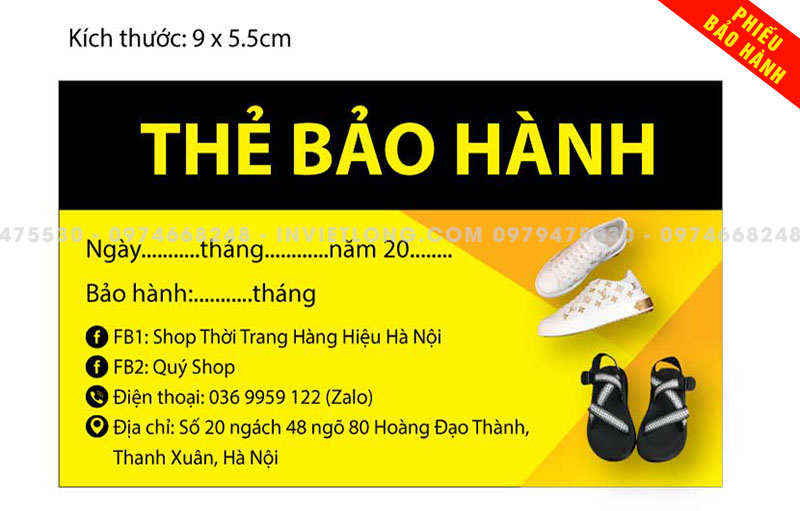 Kích thước: 9 x 5.5cm
PHIẾU
BẢO HÀNH
THẺ BẢO HÀNH
475530 - 0974668248 - INVIETLONG.COM 0979475530 - 0974668248
Ngày...........tháng............năm 20........
Bảo hành:...........tháng
FB1: Shop Thời Trang Hàng Hiệu Hà Nội
FB2: Quý Shop
Điện thoại: 036 9959 122 (Zalo)
Địa chỉ: Số 20 ngách 48 ngõ 80 Hoàng Đạo Thành,
Thanh Xuân, Hà Nội